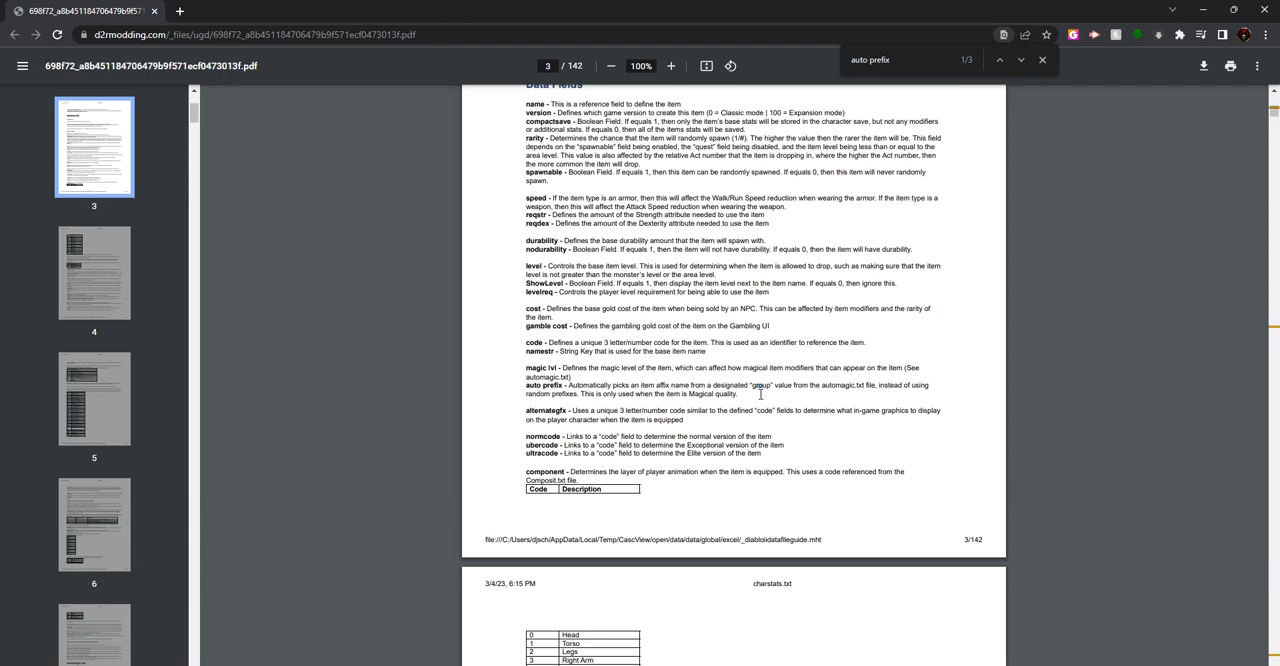 698f72_a8b451184706479b9f571
d2rmodding.com/_files/ugd/698f72_a8b451184706479b9f571ecf0473013f.pdf
auto prefix 1/3
698f72_a8b451184706479b9f571ecf0473013f.pdf
3 / 142
100%
3
4
5
6
Data Fields
name - This is a reference field to define the item
version - Defines which game version to create this item (0 = Classic mode | 100 = Expansion mode)
compactsave - Boolean Field. If equals 1, then only the item's base stats will be stored in the character save, but not any modifiers
or additional stats. If equals 0, then all of the items stats will be saved.
rarity - Determines the chance that the item will randomly spawn (1/#). The higher the value then the rarer the item will be. This field
depends on the "spawnable" field being enabled, the "quest" field being disabled, and the item level being less than or equal to the
area level. This value is also affected by the relative Act number that the item is dropping in, where the higher the Act number, then
the more common the item will drop.
spawnable - Boolean Field. If equals 1, then this item can be randomly spawned. If equals 0, then this item will never randomly
spawn.
speed - If the item type is an armor, then this will affect the Walk/Run Speed reduction when wearing the armor. If the item type is a
weapon, then this will affect the Attack Speed reduction when wearing the weapon.
reqstr - Defines the amount of the Strength attribute needed to use the item
reqdex - Defines the amount of the Dexterity attribute needed to use the item
durability - Defines the base durability amount that the item will spawn with.
nodurability - Boolean Field. If equals 1, then the item will not have durability. If equals 0, then the item will have durability.
level - Controls the base item level. This is used for determining when the item is allowed to drop, such as making sure that the item
level is not greater than the monster's level or the area level.
ShowLevel - Boolean Field. If equals 1, then display the item level next to the item name. If equals 0, then ignore this.
levelreq - Controls the player level requirement for being able to use the item
cost - Defines the base gold cost of the item when being sold by an NPC. This can be affected by item modifiers and the rarity of
the item.
gamble cost - Defines the gambling gold cost of the item on the Gambling UI
code - Defines a unique 3 letter/number code for the item. This is used as an identifier to reference the item.
namestr - String Key that is used for the base item name
magic lvl - Defines the magic level of the item, which can affect how magical item modifiers that can appear on the item (See
automagic.txt)
auto prefix - Automatically picks an item affix name from a designated "group" value from the automagic.txt file, instead of using
random prefixes. This is only used when the item is Magical quality.
alternategfx - Uses a unique 3 letter/number code similar to the defined "code" fields to determine what in-game graphics to display
on the player character when the item is equipped
normcode - Links to a "code" field to determine the normal version of the item
ubercode - Links to a "code" field to determine the Exceptional version of the item
ultracode - Links to a "code" field to determine the Elite version of the item
component - Determines the layer of player animation when the item is equipped. This uses a code referenced from the
Composit.txt file.
Code Description
file:///C:/Users/djsch/AppData/Local/Temp/CascView/open/data/data/global/excel/_diabloiidatafileguide.mht 3/142
3/4/23, 6:15 PM charstats.txt
0 Head
1 Torso
2 Legs
3 Right Arm